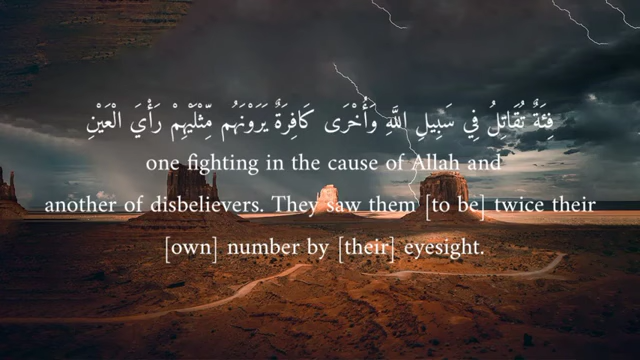 فِئَةٌ تُقَاتِلُ فِي سَبِيلِ اللَّهِ وَأُخْرَى كَافِرَةٌ يَرَوْنَهُم مِّثْلَيْهِمْ رَأْيَ الْعَيْنِ
one fighting in the cause of Allah and
another of disbelievers. They saw them [to be] twice their
[own] number by [their] eyesight.